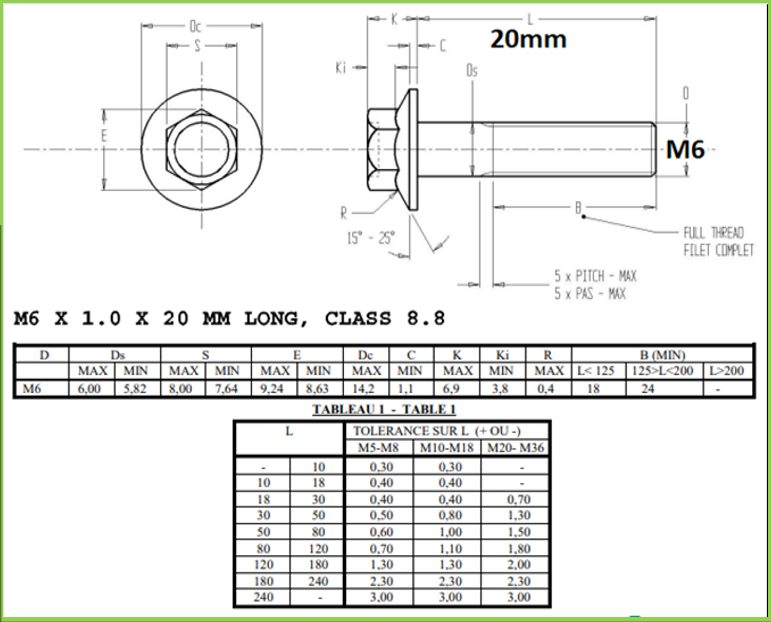 Dc
K
L
S
C
20mm
Ki
Ds
D
E
M6
R
B
15° - 25°
FULL THREAD
FILET COMPLET
5 x PITCH - MAX
5 x PAS - MAX
M6 X 1.0 X 20 MM LONG, CLASS 8.8
D Ds S E Dc C K Ki R B (MIN)
MAX MIN MAX MIN MAX MIN MAX MIN MAX MIN MAX L< 125 125>L<200 L>200
M6 6,00 5,82 8,00 7,64 9,24 8,63 14,2 1,1 6,9 3,8 0,4 18 24 -
TABLEAU 1 - TABLE 1
L TOLERANCE SUR L (+ OU -)
M5-M8 M10-M18 M20- M36
- 10 0,30 0,30 -
10 18 0,40 0,40 -
18 30 0,40 0,40 0,70
30 50 0,50 0,80 1,30
50 80 0,60 1,00 1,50
80 120 0,70 1,10 1,80
120 180 1,30 1,30 2,00
180 240 2,30 2,30 2,30
240 - 3,00 3,00 3,00